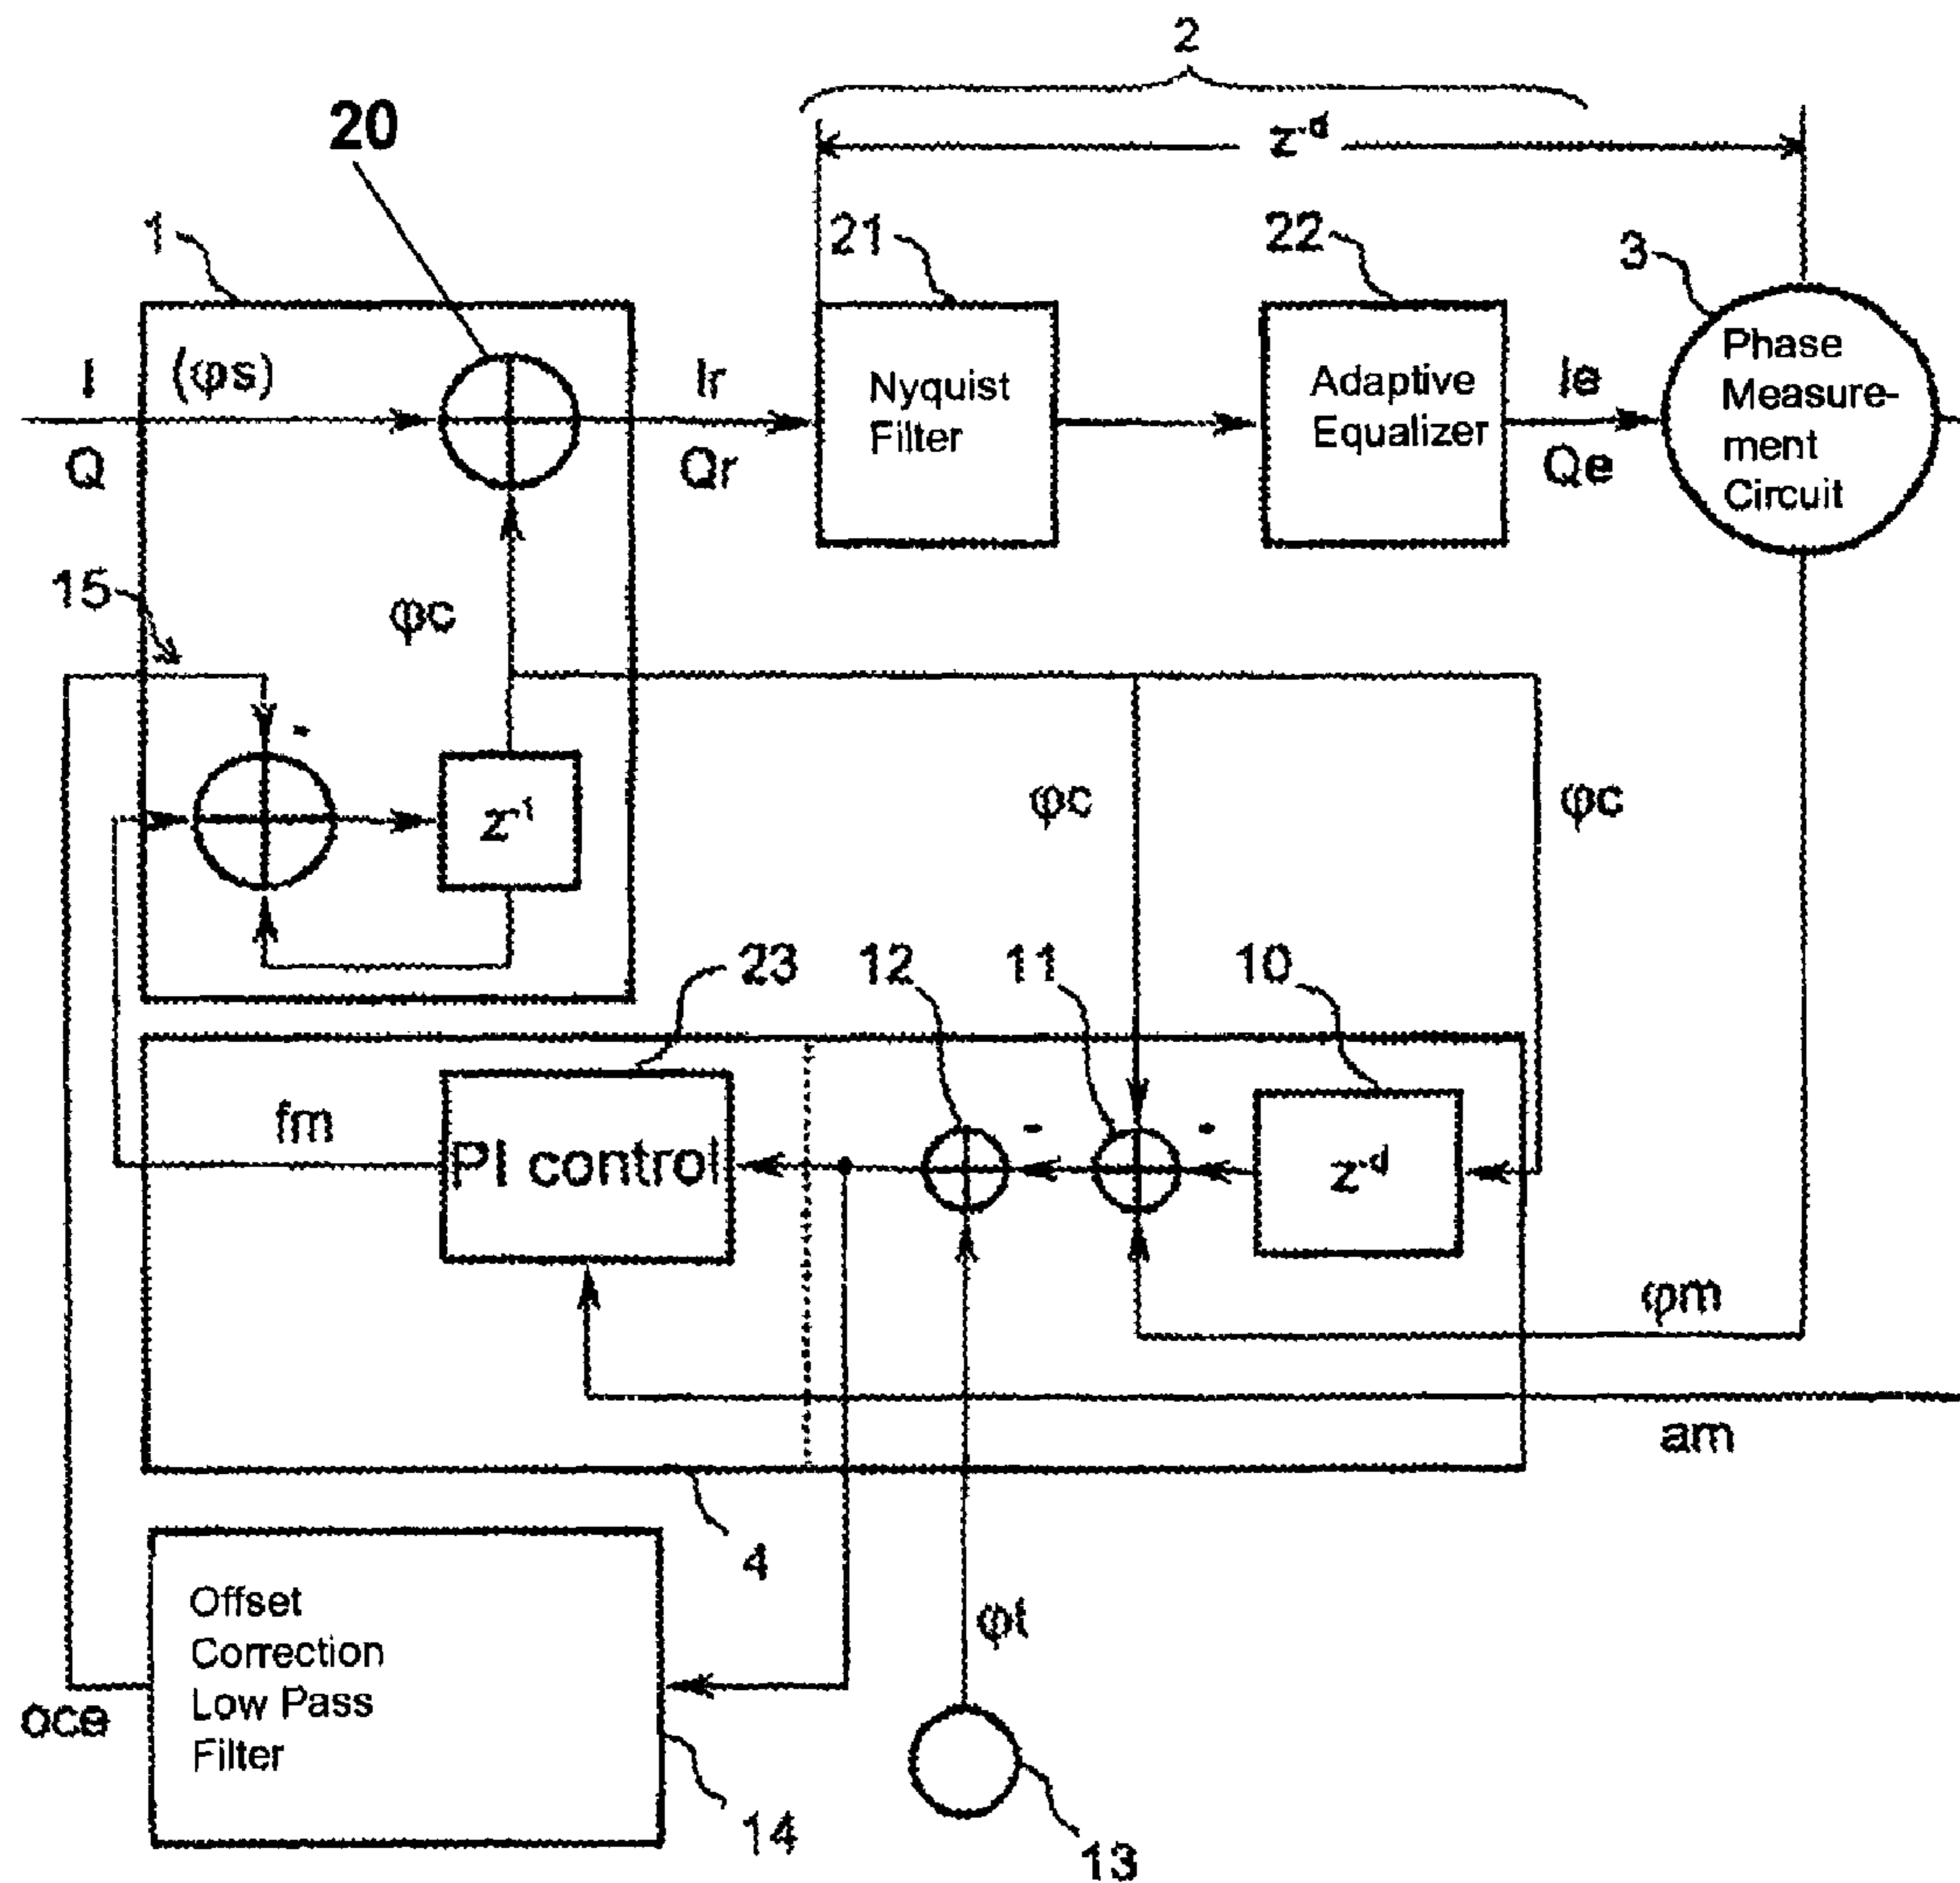 2
z-d
20
1
21
22
3
I
Q
(φs)
Ir
Qr
Nyquist
Filter
Adaptive
Equalizer
Ie
Qe
Phase
Measure-
ment
Circuit
15
φc
-
z-1
φc
φc
23
12
11
10
fm
PI control
-
-
z-d
φm
am
4
Offset
Correction
Low Pass
Filter
oce
φt
14
13